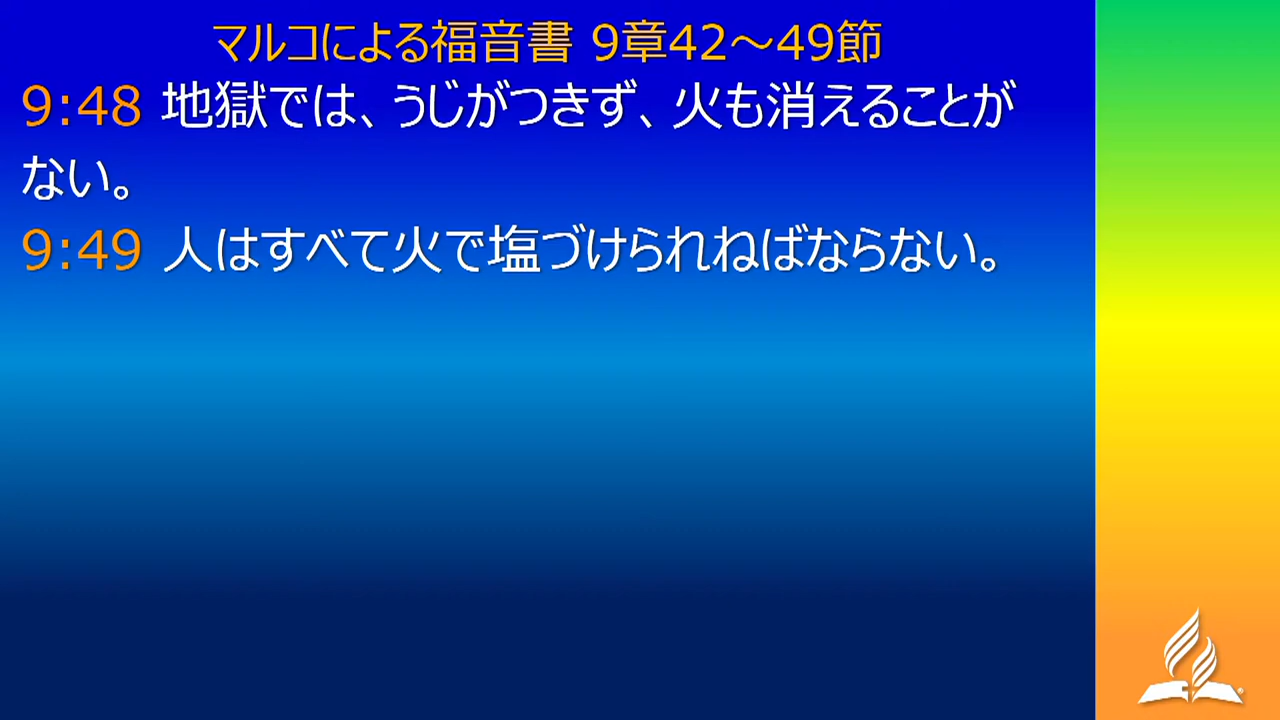 マルコによる福音書 9章42～49節
9:48 地獄では、うじがつきず、火も消えることが
ない。
9:49 人はすべて火で塩づけられねばならない。